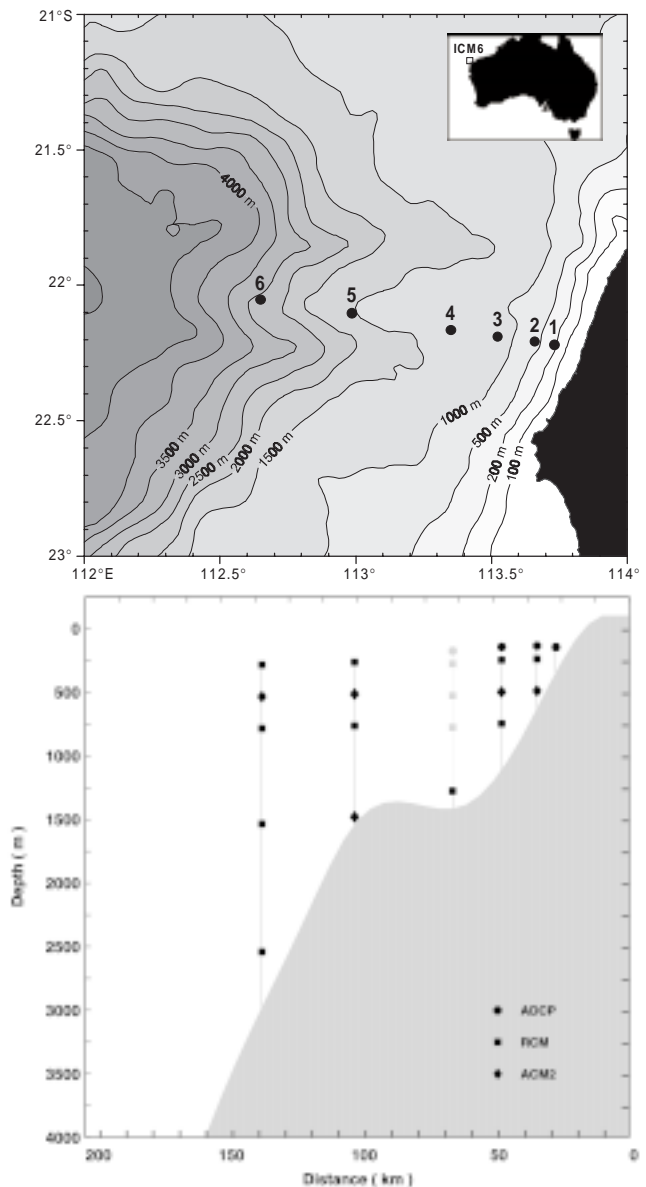 21°S
ICM6
21.5°
4000 m
22°
6
5
4
3
2
1
22.5°
1000 m
500 m
200 m
100 m
3500 m
3000 m
2500 m
2000 m
1500 m
23°
112°E
112.5°
113°
113.5°
114°
0
500
1000
1500
2000
2500
3000
3500
4000
Depth ( m )
ADCP
RCM
ACM2
200
150
100
50
0
Distance ( km )